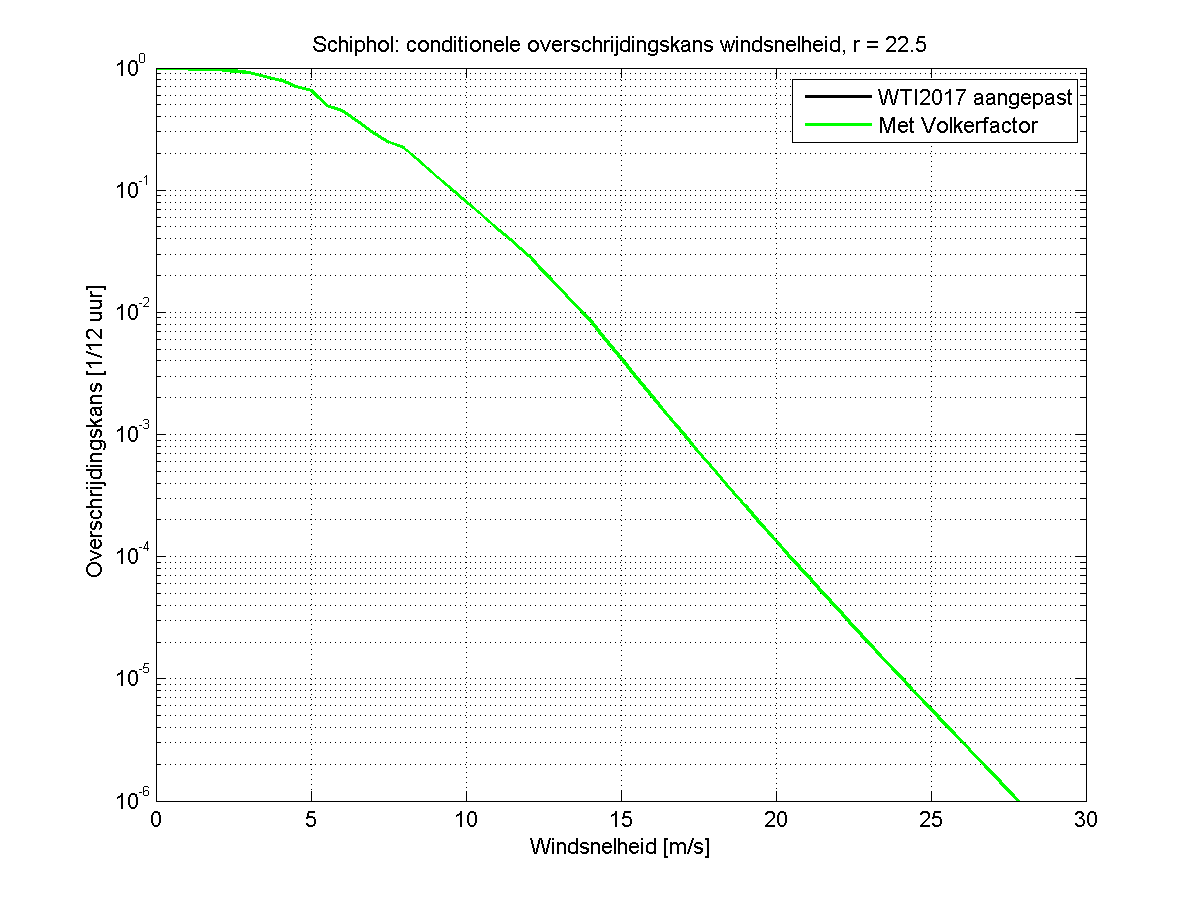 Schiphol: conditionele overschrijdingskans windsnelheid, r = 22.5
WTI2017 aangepast
Met Volkerfactor
Overschrijdingskans [1/12 uur]
10^0
10^-1
10^-2
10^-3
10^-4
10^-5
10^-6
0 5 10 15 20 25 30
Windsnelheid [m/s]